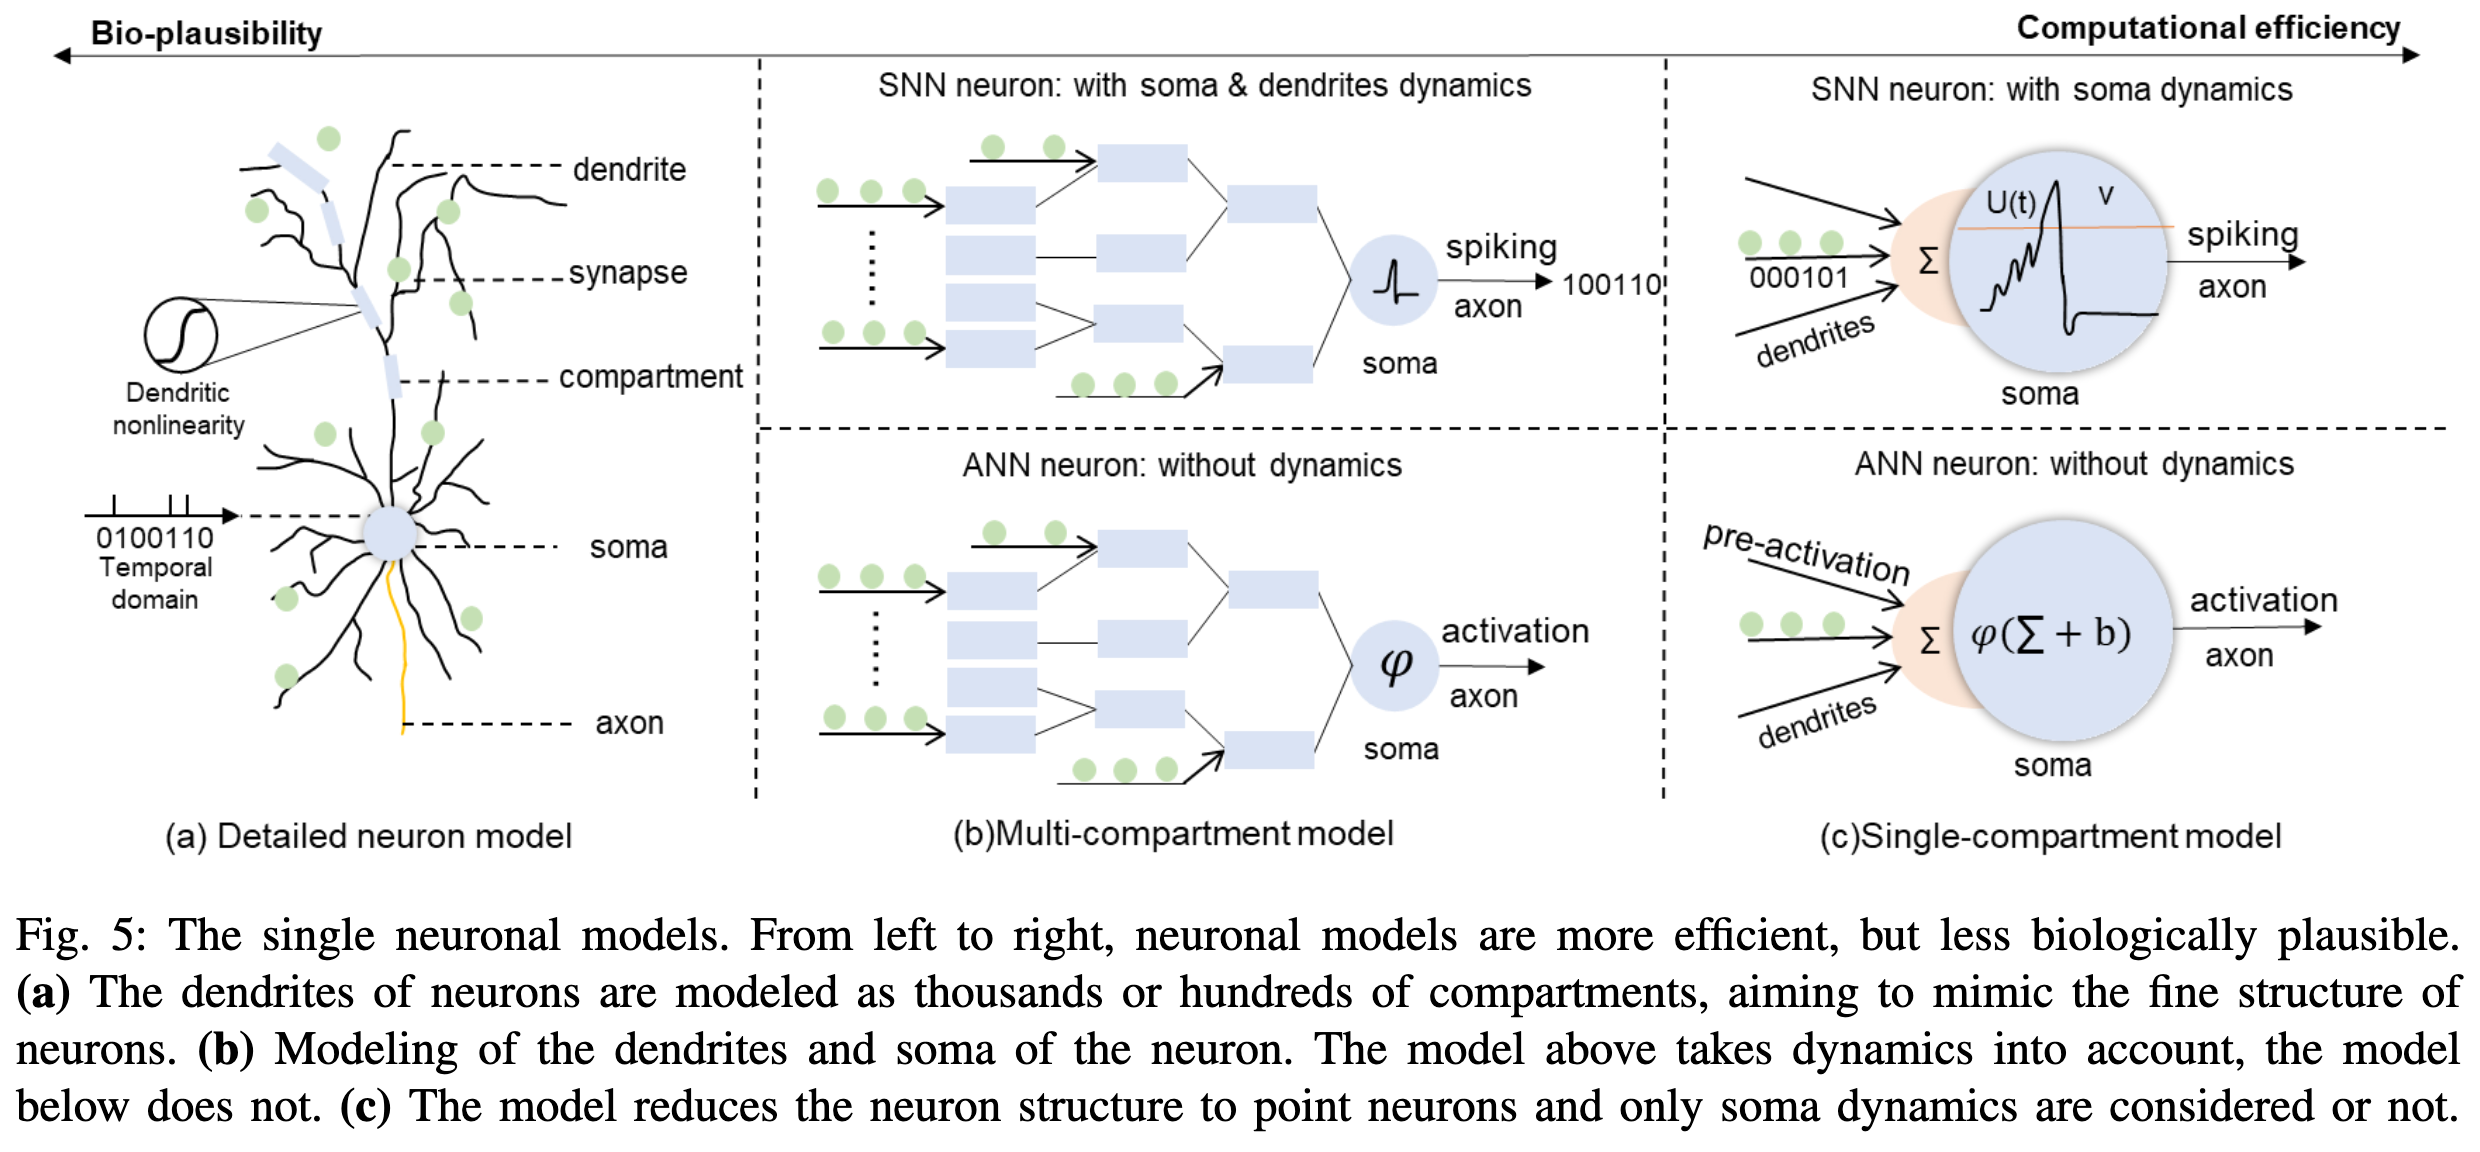 Bio-plausibility
Computational efficiency
dendrite
synapse
Dendritic
nonlinearity
compartment
0100110
Temporal
domain
soma
axon
(a) Detailed neuron model
SNN neuron: with soma & dendrites dynamics
spiking
axon
100110
soma
ANN neuron: without dynamics
φ
activation
axon
soma
(b)Multi-compartment model
SNN neuron: with soma dynamics
000101
dendrites
Σ
U(t)
v
spiking
axon
soma
ANN neuron: without dynamics
pre-activation
dendrites
Σ
φ(Σ + b)
activation
axon
soma
(c)Single-compartment model
Fig. 5: The single neuronal models. From left to right, neuronal models are more efficient, but less biologically plausible.
(a) The dendrites of neurons are modeled as thousands or hundreds of compartments, aiming to mimic the fine structure of
neurons. (b) Modeling of the dendrites and soma of the neuron. The model above takes dynamics into account, the model
below does not. (c) The model reduces the neuron structure to point neurons and only soma dynamics are considered or not.